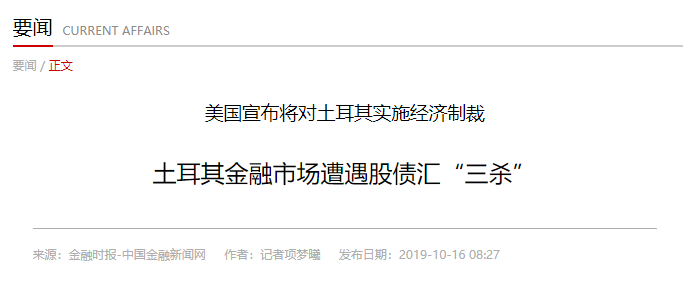 要闻 CURRENT AFFAIRS
要闻 / 正文
美国宣布将对土耳其实施经济制裁
土耳其金融市场遭遇股债汇“三杀”
来源：金融时报-中国金融新闻网 作者：记者项梦曦 发布日期：2019-10-16 08:27